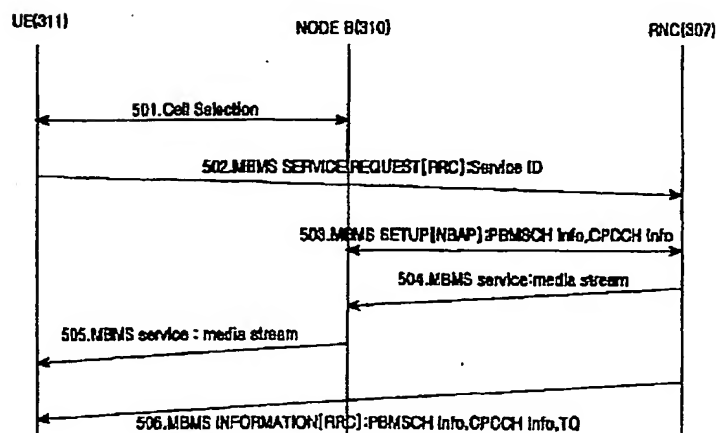 UE(311)
NODE B(310)
RNC(307)
501.Cell Selection
502.MBMS SERVICE REQUEST[RRC]:Service ID
503.MBMS SETUP[NBAP]:PBMSCH Info,CPCCH Info
504.MBMS service:media stream
505.MBMS service : media stream
506.MBMS INFORMATION[RRC]:PBMSCH Info,CPCCH Info,TQ